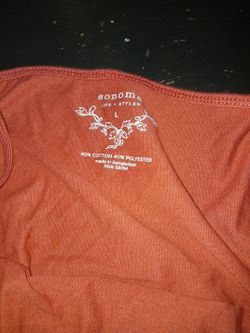 sonoma
LIFE + STYLE
L
60% COTTON 40% POLYESTER
made in bangladesh